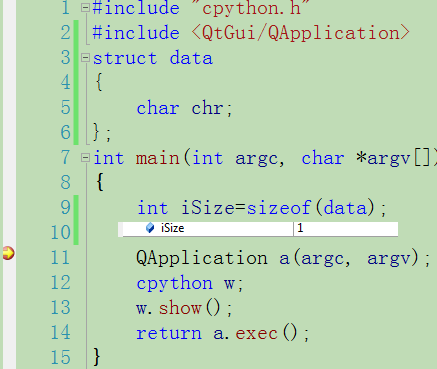 1 #include "cpython.h"
2 #include <QtGui/QApplication>
3 struct data
4 {
5 char chr;
6 };
7 int main(int argc, char *argv[])
8 {
9 int iSize=sizeof(data);
10 iSize 1
11 QApplication a(argc, argv);
12 cpython w;
13 w.show();
14 return a.exec();
15 }